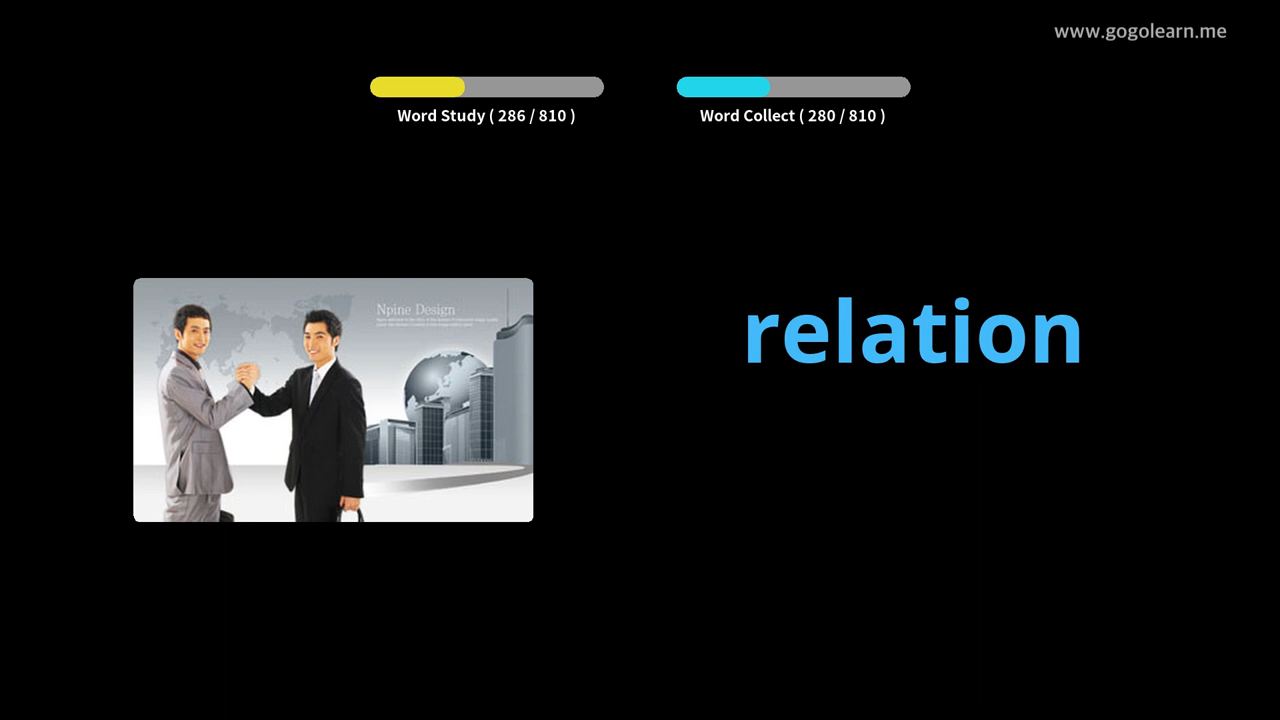 www.gogolearn.me
Word Study ( 286 / 810 )
Word Collect ( 280 / 810 )
Npine Design
relation